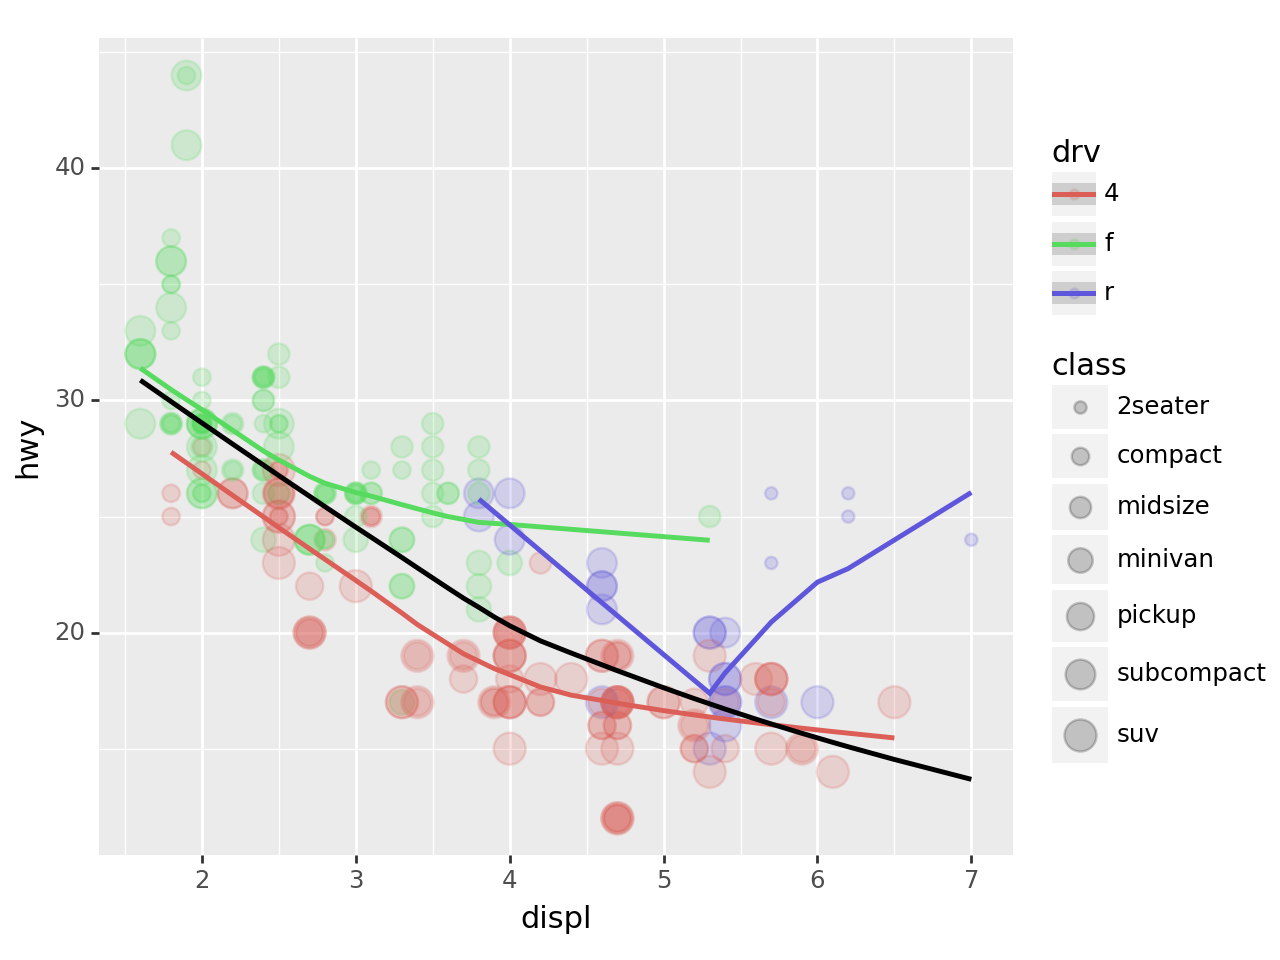 40
30
20
hwy
2
3
4
5
6
7
displ
drv
4
f
r
class
2seater
compact
midsize
minivan
pickup
subcompact
suv